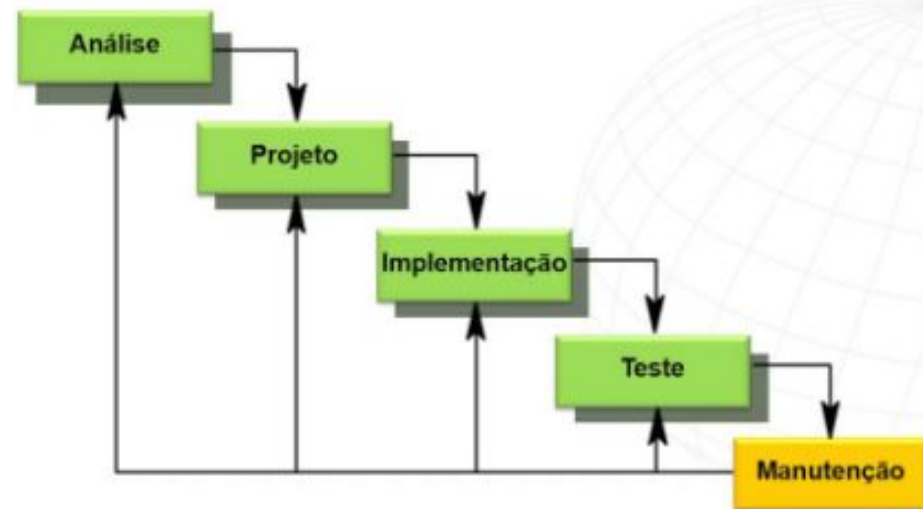 Análise
Projeto
Implementação
Teste
Manutenção